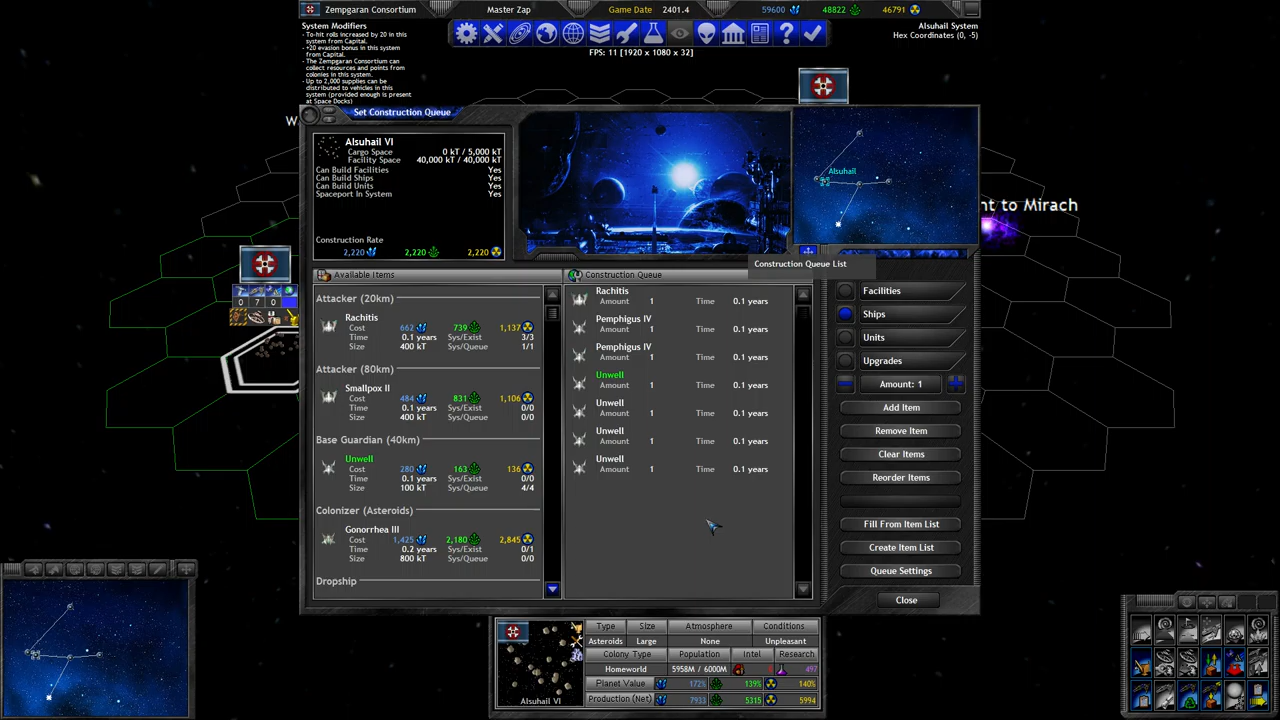 Zempgaran Consortium Master Zap Game Date 2401.4 59600 48822 46791
System Modifiers
- To-hit rolls increased by 20 in this
system from Capital.
- +20 evasion bonus in this system
from Capital.
- The Zempgaran Consortium can
collect resources and points from
colonies in this system.
- Up to 2,000 supplies can be
distributed to vehicles in this
system (provided enough is present
at Space Docks)
FPS: 11 [1920 x 1080 x 32]
Alsuhail System
Hex Coordinates (0, -5)
W
nt to Mirach
0 7 0
Set Construction Queue
Alsuhail VI
Cargo Space 0 kT / 5,000 kT
Facility Space 40,000 kT / 40,000 kT
Can Build Facilities Yes
Can Build Ships Yes
Can Build Units Yes
Spaceport In System Yes
Construction Rate
2,220 2,220 2,220
Alsuhail
Construction Queue List
Available Items
Attacker (20km)
Rachitis
Cost 662 739 1,137
Time 0.1 years Sys/Exist 3/3
Size 400 kT Sys/Queue 1/1
Attacker (80km)
Smallpox II
Cost 484 831 1,106
Time 0.1 years Sys/Exist 0/0
Size 400 kT Sys/Queue 0/0
Base Guardian (40km)
Unwell
Cost 280 163 136
Time 0.1 years Sys/Exist 0/0
Size 100 kT Sys/Queue 4/4
Colonizer (Asteroids)
Gonorrhea III
Cost 1,425 2,180 2,845
Time 0.2 years Sys/Exist 0/1
Size 800 kT Sys/Queue 0/0
Dropship
Construction Queue
Rachitis
Amount 1 Time 0.1 years
Pemphigus IV
Amount 1 Time 0.1 years
Pemphigus IV
Amount 1 Time 0.1 years
Unwell
Amount 1 Time 0.1 years
Unwell
Amount 1 Time 0.1 years
Unwell
Amount 1 Time 0.1 years
Unwell
Amount 1 Time 0.1 years
Facilities
Ships
Units
Upgrades
Amount: 1
Add Item
Remove Item
Clear Items
Reorder Items
Fill From Item List
Create Item List
Queue Settings
Close
Type Size Atmosphere Conditions
Asteroids Large None Unpleasant
Colony Type Population Intel Research
Homeworld 5958M / 6000M 497
Planet Value 172% 139% 140%
Production (Net) 7933 5315 5994
Alsuhail VI